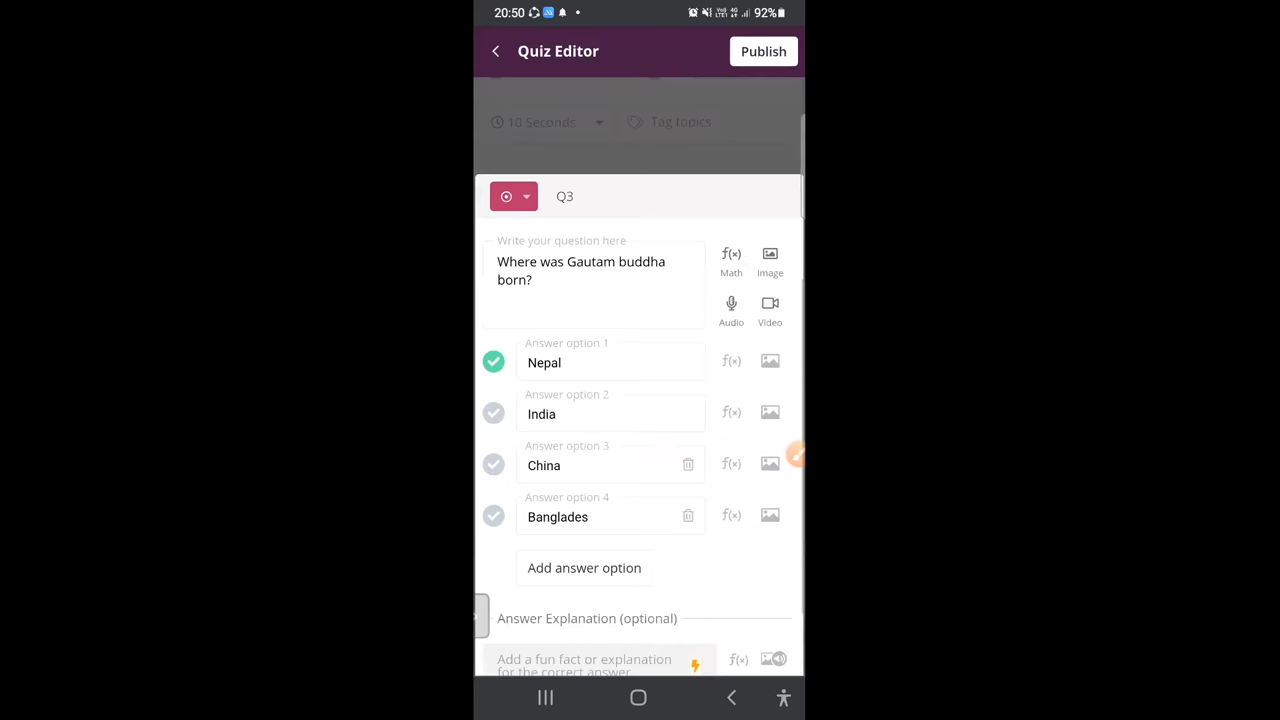 20:50 92%
Quiz Editor Publish
10 Seconds Tag topics
Q3
Write your question here
Where was Gautam buddha
born?
f(x)
Math Image
Audio Video
Answer option 1
Nepal f(x)
Answer option 2
India f(x)
Answer option 3
China f(x)
Answer option 4
Banglades f(x)
Add answer option
Answer Explanation (optional)
Add a fun fact or explanation f(x)
for the correct answer